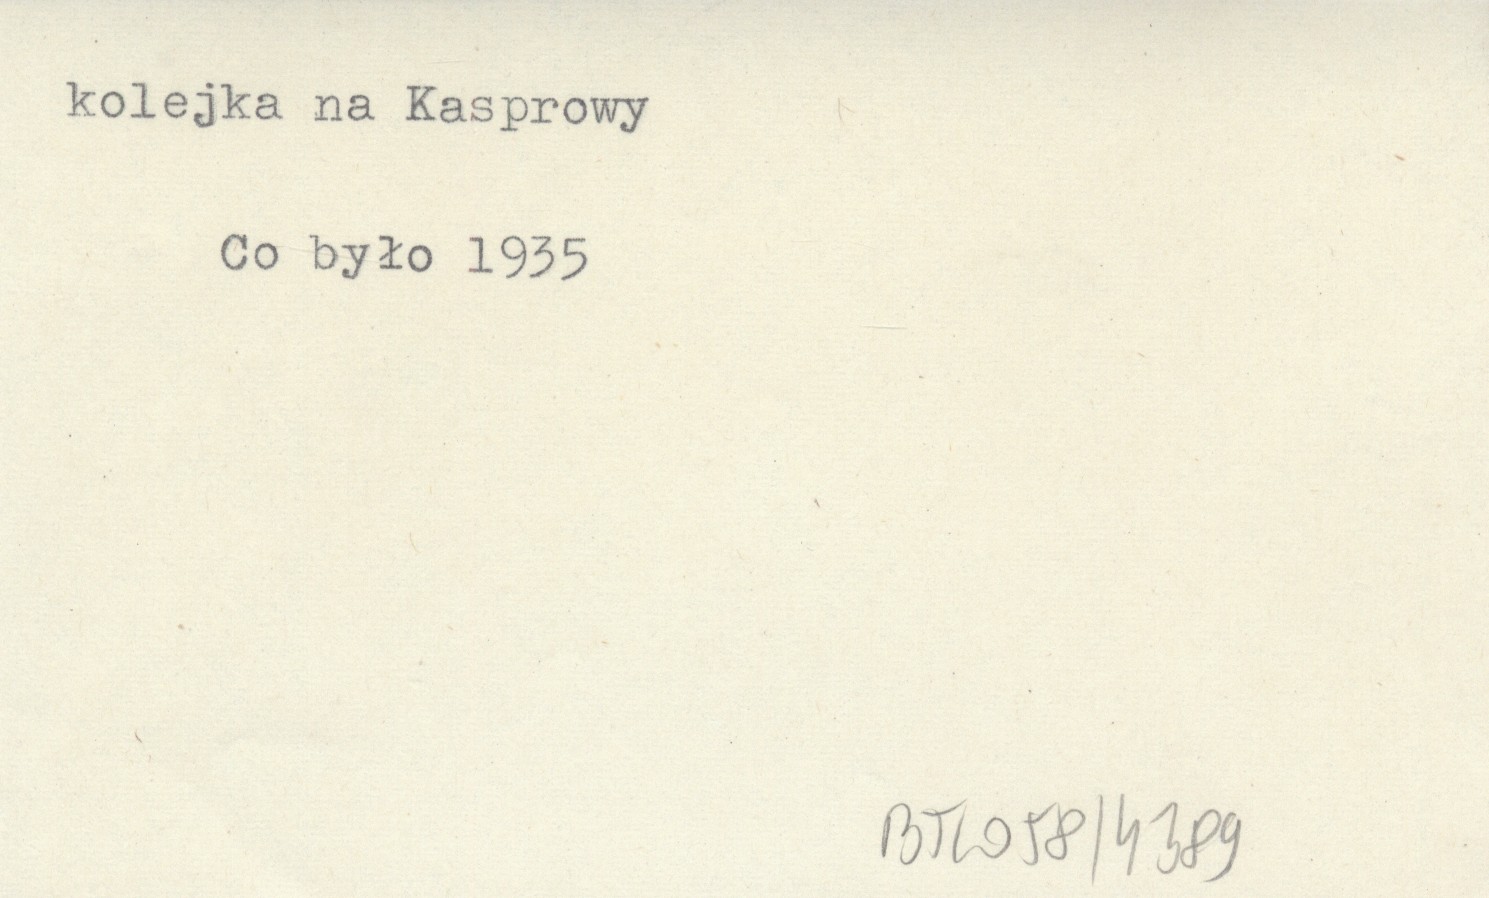 kolejka na Kasprowy
Co było 1935
BTL058/4389